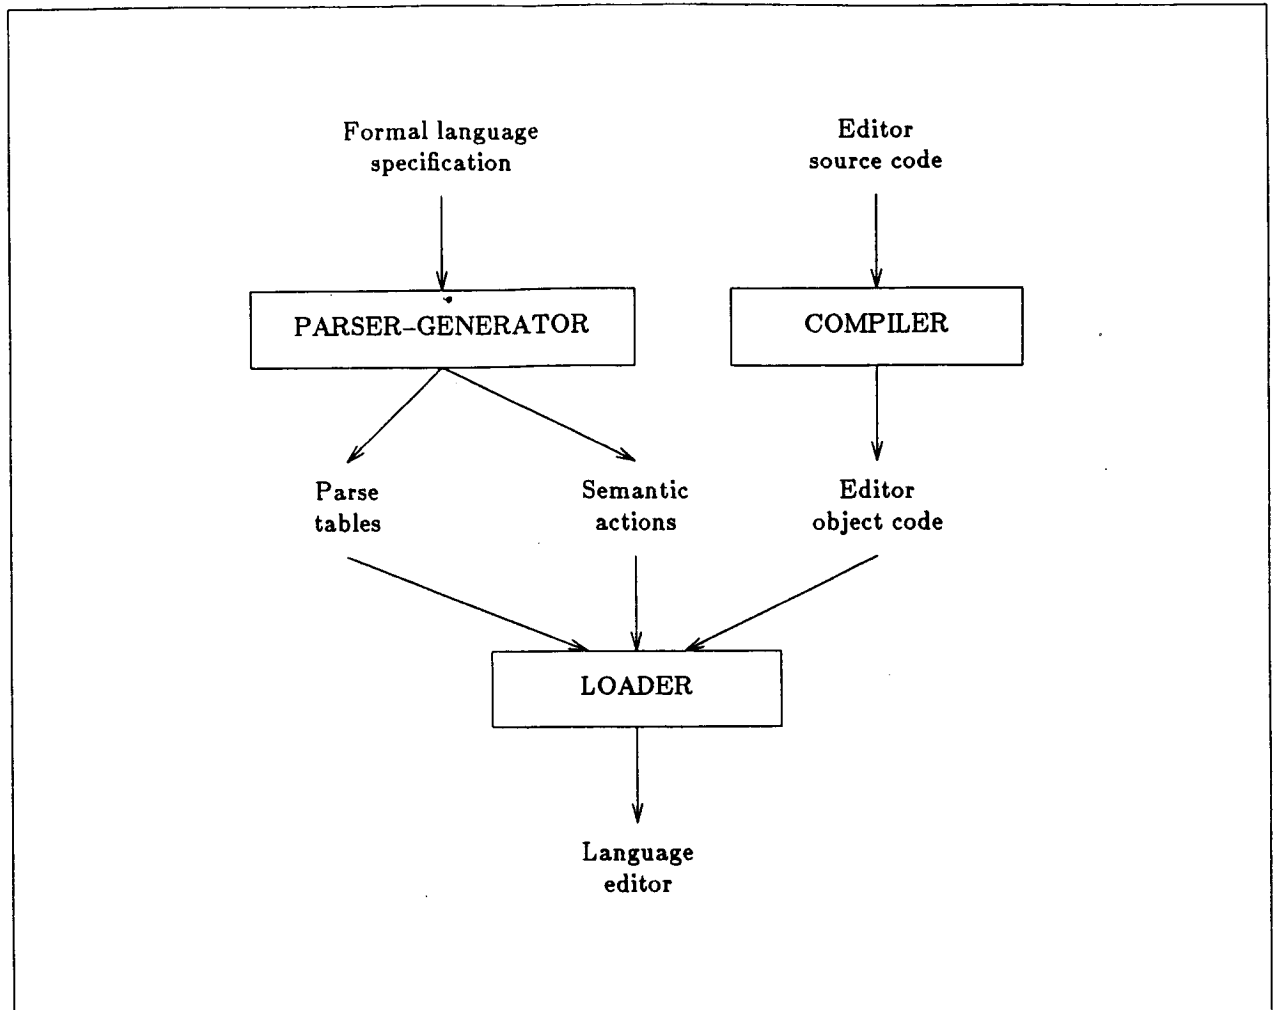 Formal language
specification
Editor
source code
PARSER–GENERATOR
COMPILER
Parse
tables
Semantic
actions
Editor
object code
LOADER
Language
editor